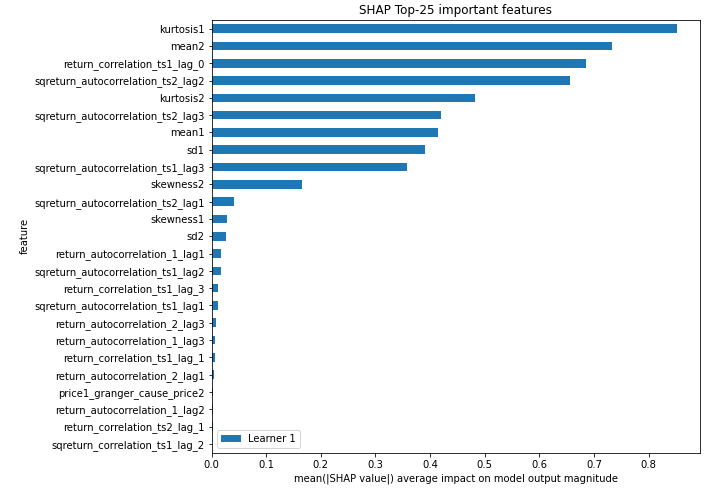 SHAP Top-25 important features
kurtosis1
mean2
return_correlation_ts1_lag_0
sqreturn_autocorrelation_ts2_lag2
kurtosis2
sqreturn_autocorrelation_ts2_lag3
mean1
sd1
sqreturn_autocorrelation_ts1_lag3
skewness2
sqreturn_autocorrelation_ts2_lag1
skewness1
sd2
return_autocorrelation_1_lag1
sqreturn_autocorrelation_ts1_lag2
return_correlation_ts1_lag_3
sqreturn_autocorrelation_ts1_lag1
return_autocorrelation_2_lag3
return_autocorrelation_1_lag3
return_correlation_ts1_lag_1
return_autocorrelation_2_lag1
price1_granger_cause_price2
return_autocorrelation_1_lag2
return_correlation_ts2_lag_1
sqreturn_correlation_ts1_lag_2
feature
Learner 1
0.0 0.1 0.2 0.3 0.4 0.5 0.6 0.7 0.8
mean(|SHAP value|) average impact on model output magnitude